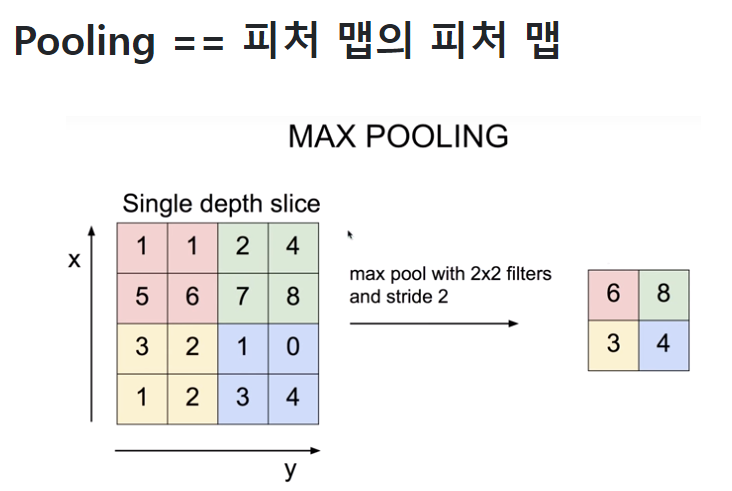 Pooling == 피처 맵의 피처 맵
MAX POOLING
Single depth slice
x
1 1 2 4
5 6 7 8
3 2 1 0
1 2 3 4
y
max pool with 2x2 filters
and stride 2
6 8
3 4